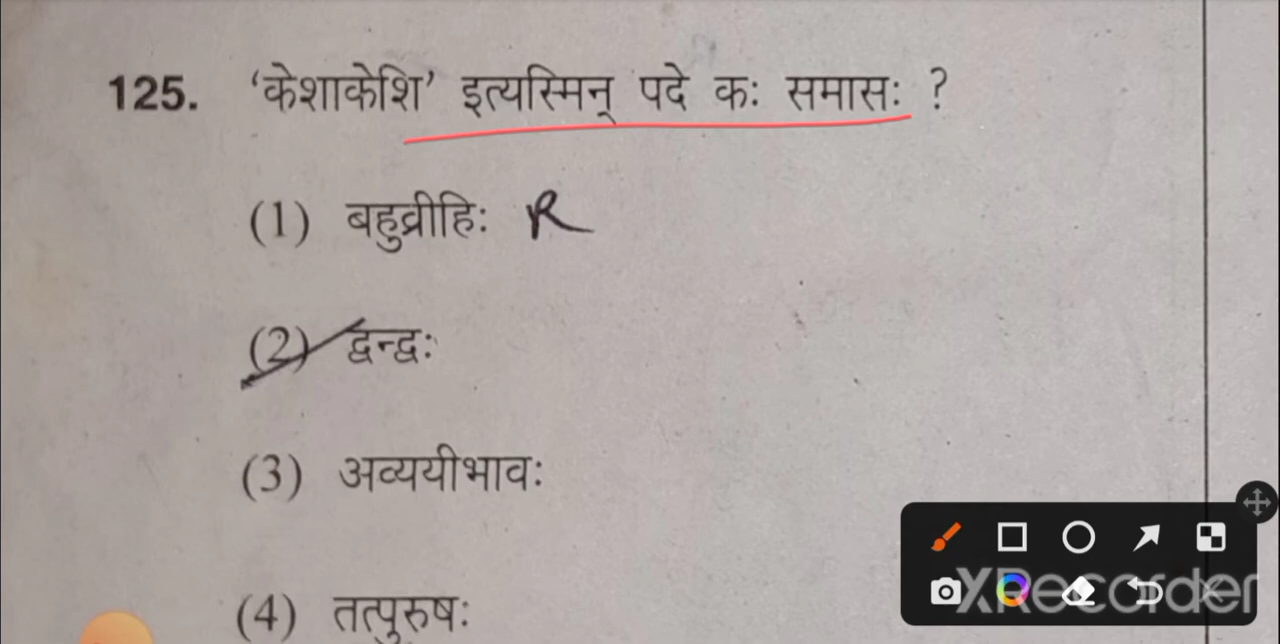 125. ‘केशाकेशि’ इत्यस्मिन् पदे कः समासः ?
(1) बहुव्रीहिः R
(2) द्वन्द्वः
(3) अव्ययीभावः
(4) तत्पुरुषः
XRecorder